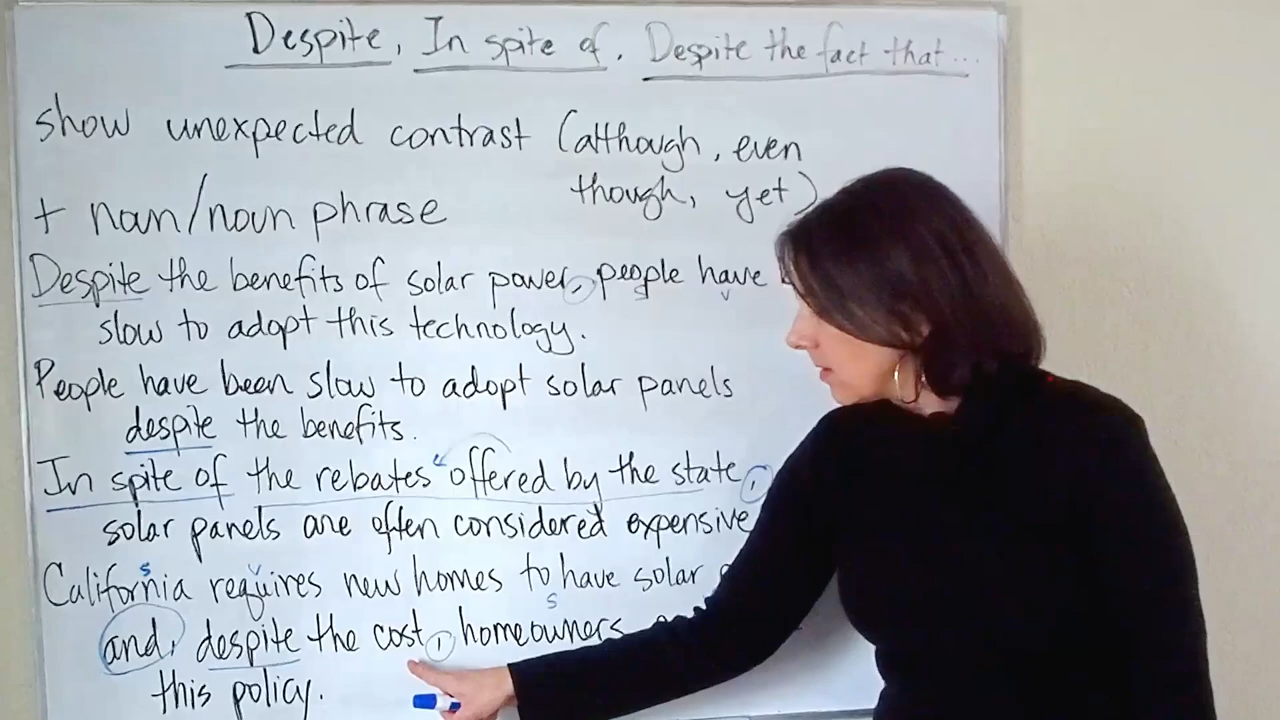 Despite, In spite of, Despite the fact that...
show unexpected contrast (although, even
though, yet)
+ noun/noun phrase
Despite the benefits of solar power, people have
slow to adopt this technology.
People have been slow to adopt solar panels
despite the benefits.
In spite of the rebates offered by the state,
solar panels are often considered expensive
s v
California requires new homes to have solar
s
and, despite the cost, homeowners
this policy.